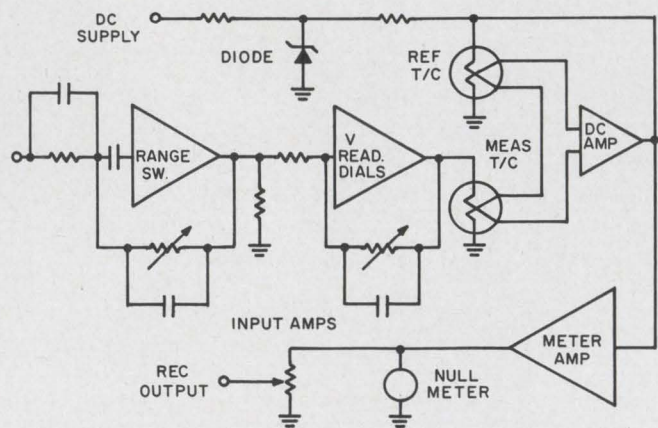 DC
SUPPLY
DIODE
REF
T/C
RANGE
SW.
V
READ.
DIALS
MEAS
T/C
DC
AMP
INPUT AMPS
METER
AMP
REC
OUTPUT
NULL
METER